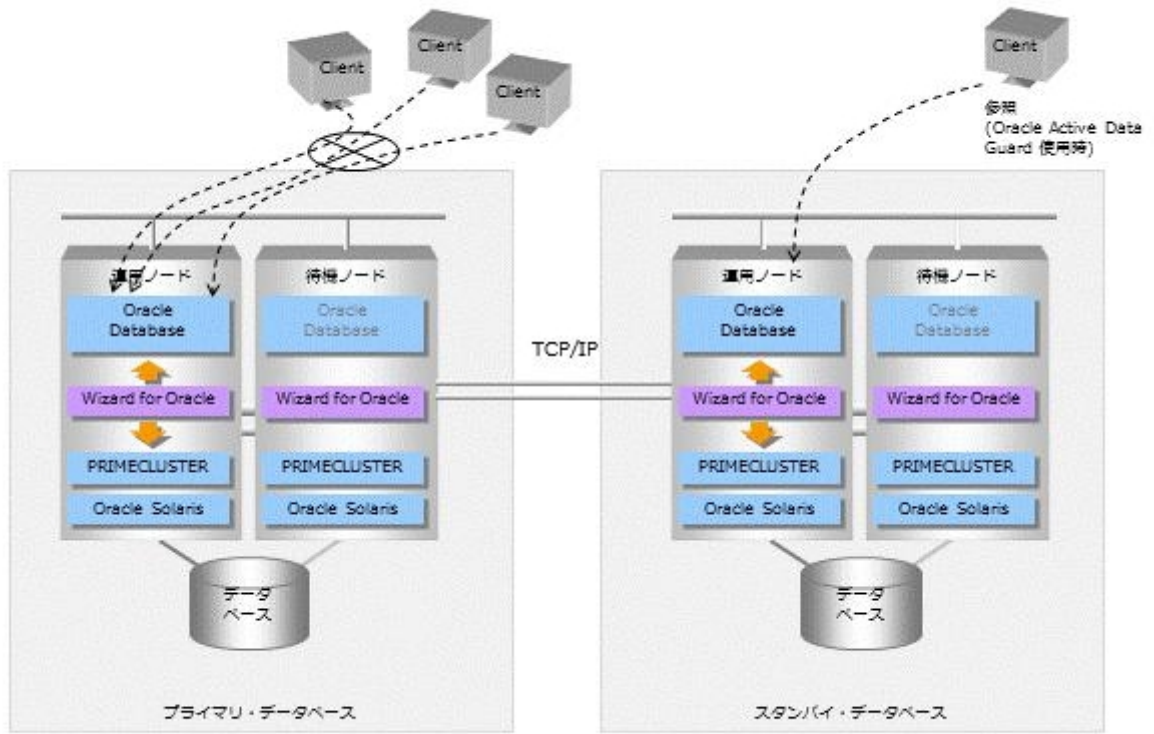 Client
Client
Client
Client
参照
(Oracle Active Data
Guard 使用時)
運用ノード
待機ノード
Oracle
Database
Oracle
Database
Wizard for Oracle
Wizard for Oracle
PRIMECLUSTER
PRIMECLUSTER
Oracle Solaris
Oracle Solaris
データ
ベース
プライマリ・データベース
TCP/IP
運用ノード
待機ノード
Oracle
Database
Oracle
Database
Wizard for Oracle
Wizard for Oracle
PRIMECLUSTER
PRIMECLUSTER
Oracle Solaris
Oracle Solaris
データ
ベース
スタンバイ・データベース